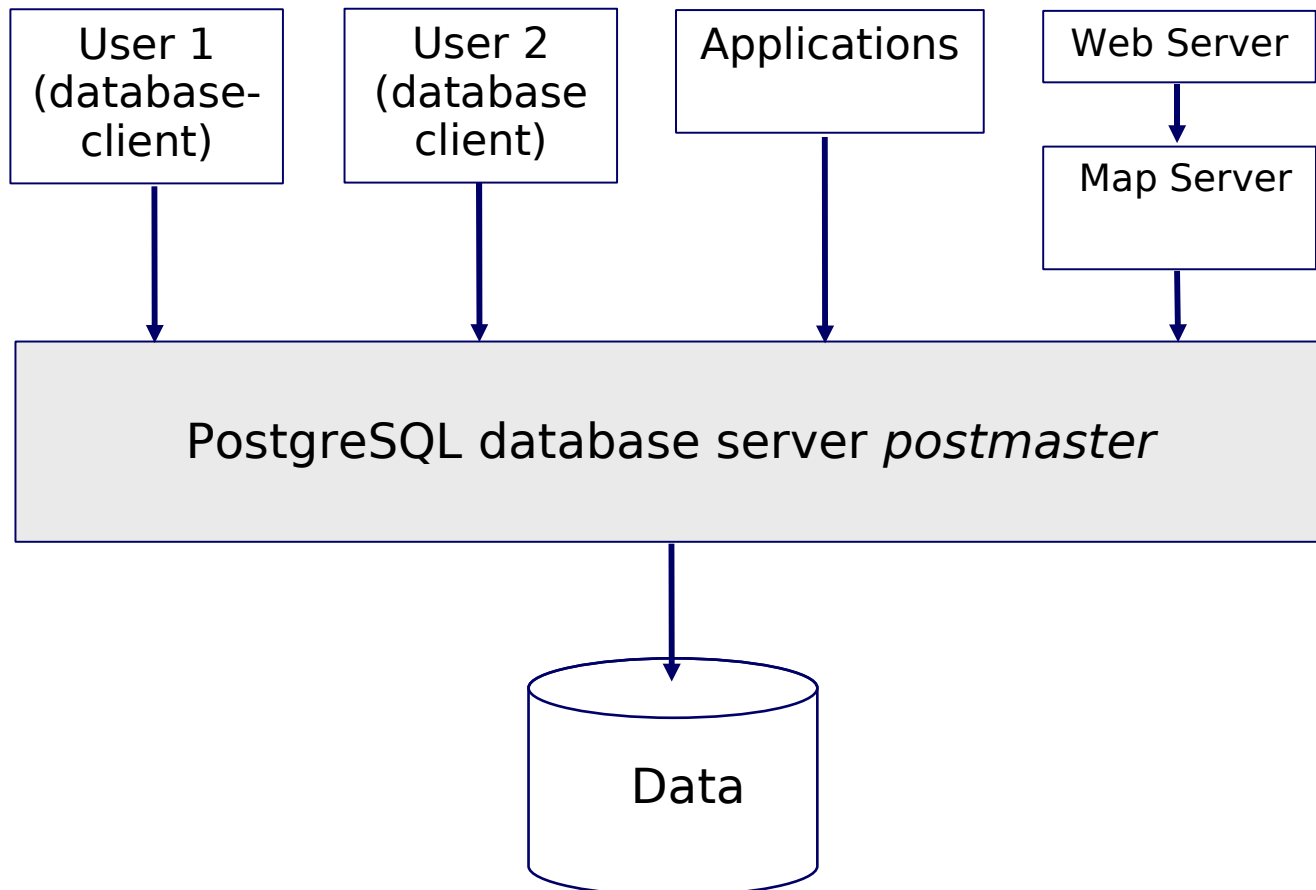 User 1
(database-
client)
User 2
(database
client)
Applications
Web Server
Map Server
PostgreSQL database server postmaster
Data